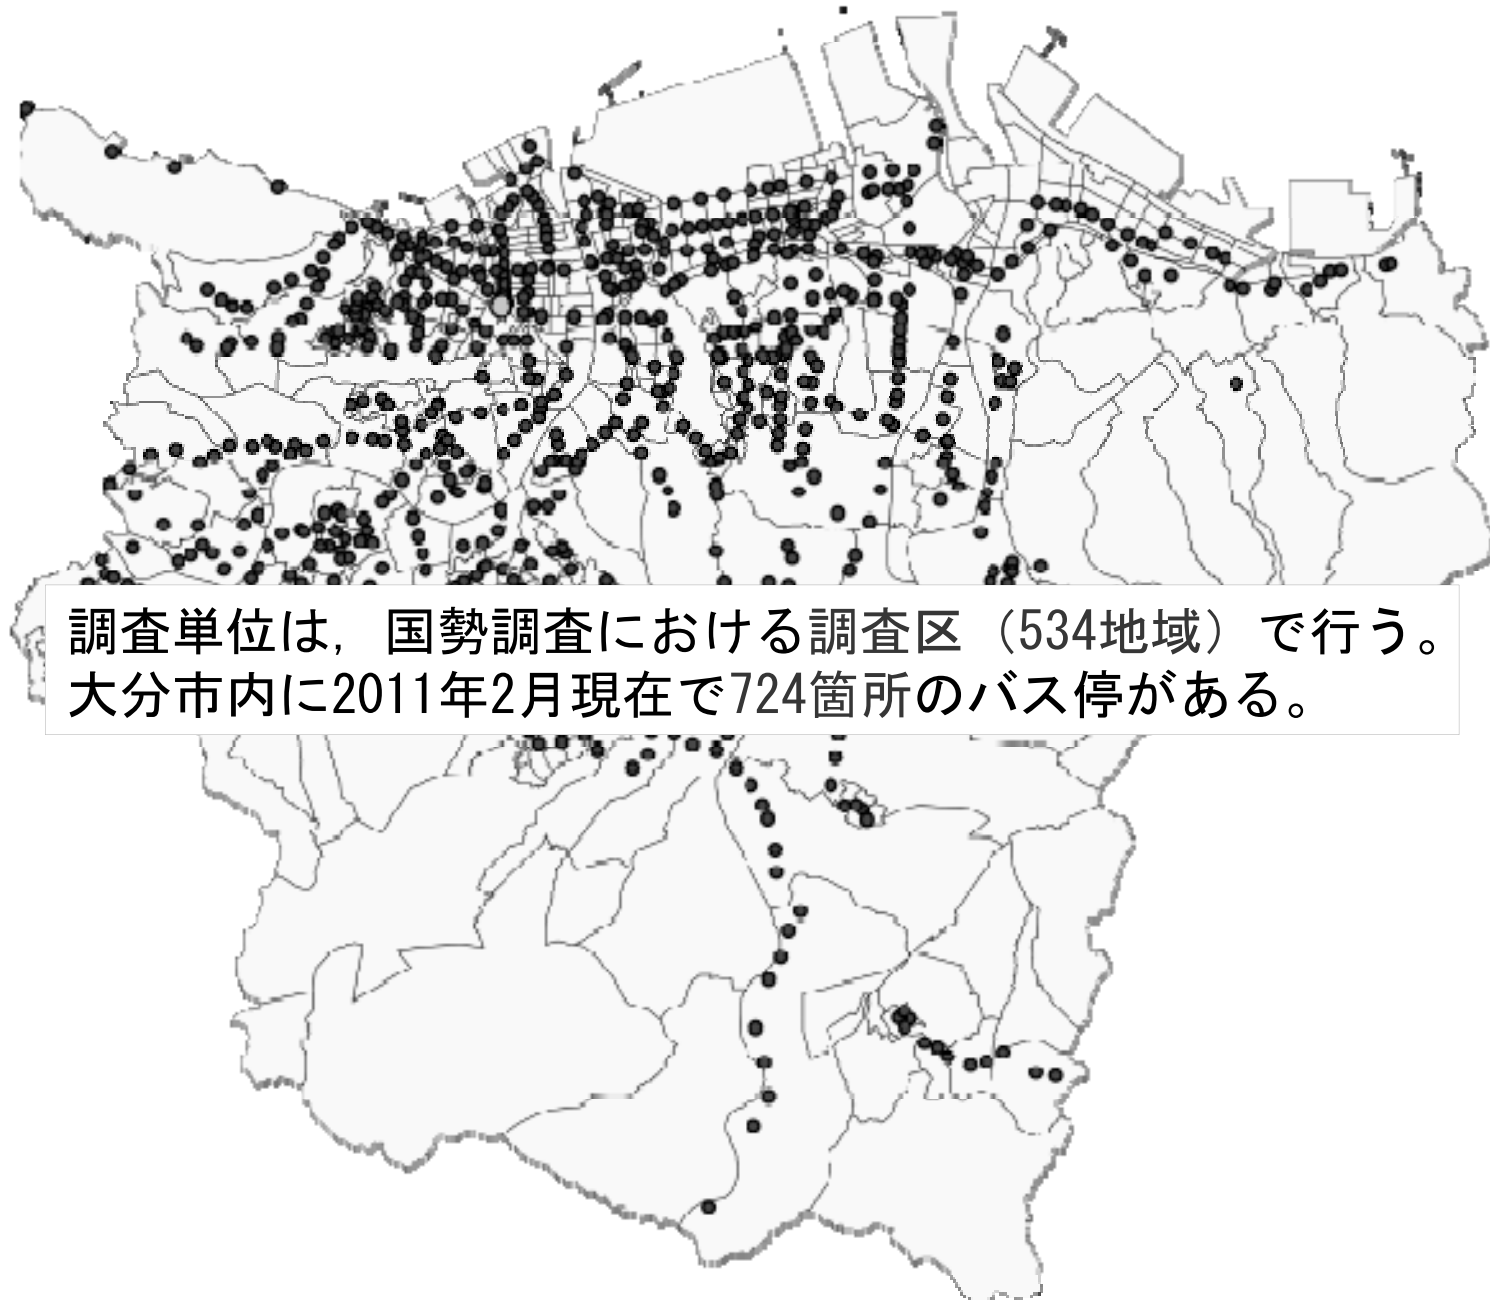 調査単位は，国勢調査における調査区（534地域）で行う。
大分市内に2011年2月現在で724箇所のバス停がある。